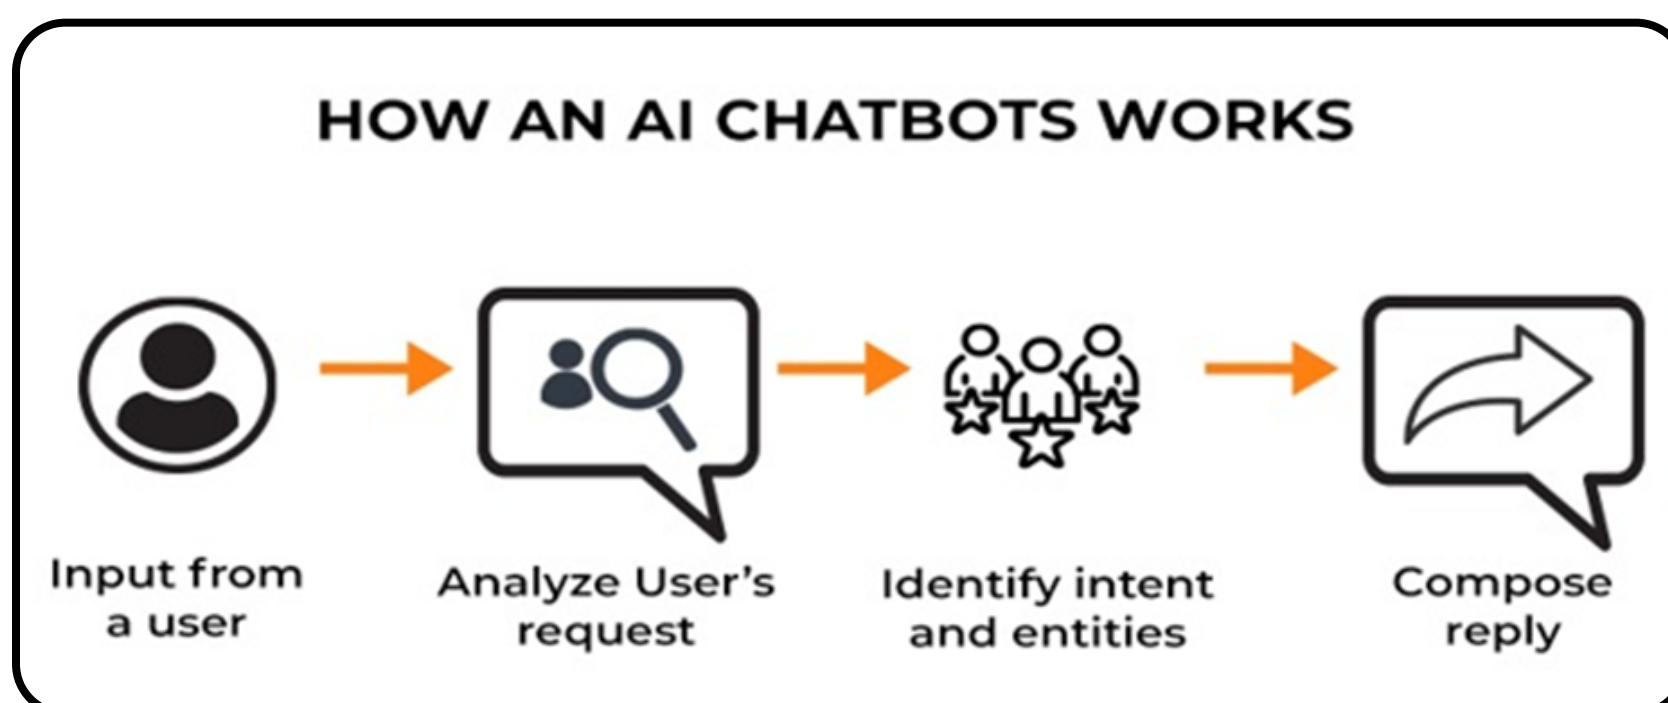 HOW AN AI CHATBOTS WORKS
Input from
a user
Analyze User's
request
Identify intent
and entities
Compose
reply